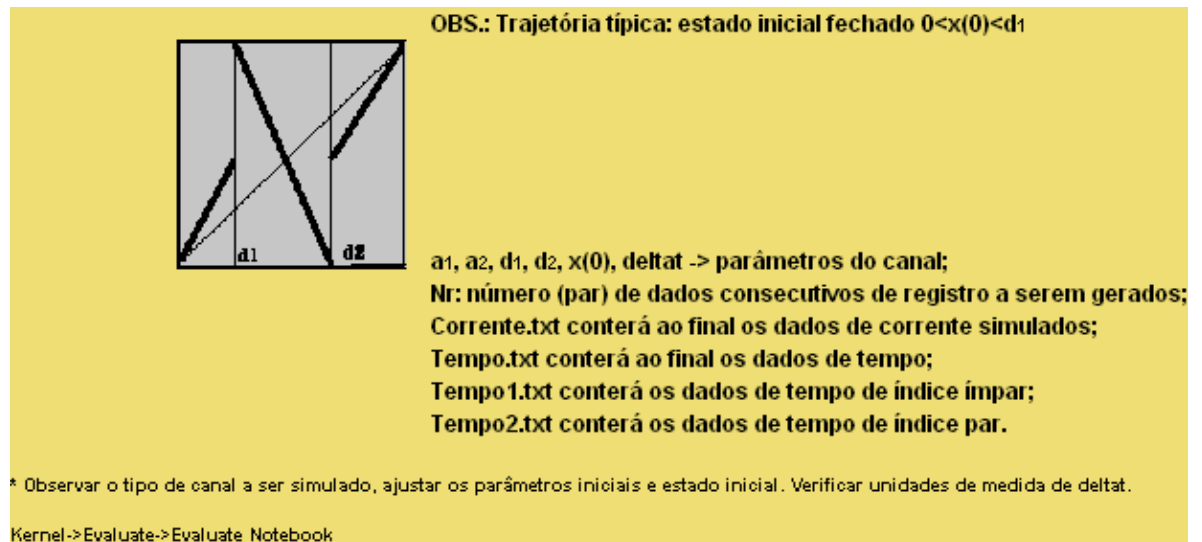 OBS.: Trajetória típica: estado inicial fechado 0<x(0)<d1
d1 d2
a1, a2, d1, d2, x(0), deltat -> parâmetros do canal;
Nr: número (par) de dados consecutivos de registro a serem gerados;
Corrente.txt conterá ao final os dados de corrente simulados;
Tempo.txt conterá ao final os dados de tempo;
Tempo1.txt conterá os dados de tempo de índice ímpar;
Tempo2.txt conterá os dados de tempo de índice par.
* Observar o tipo de canal a ser simulado, ajustar os parâmetros iniciais e estado inicial. Verificar unidades de medida de deltat.
Kernel->Evaluate->Evaluate Notebook